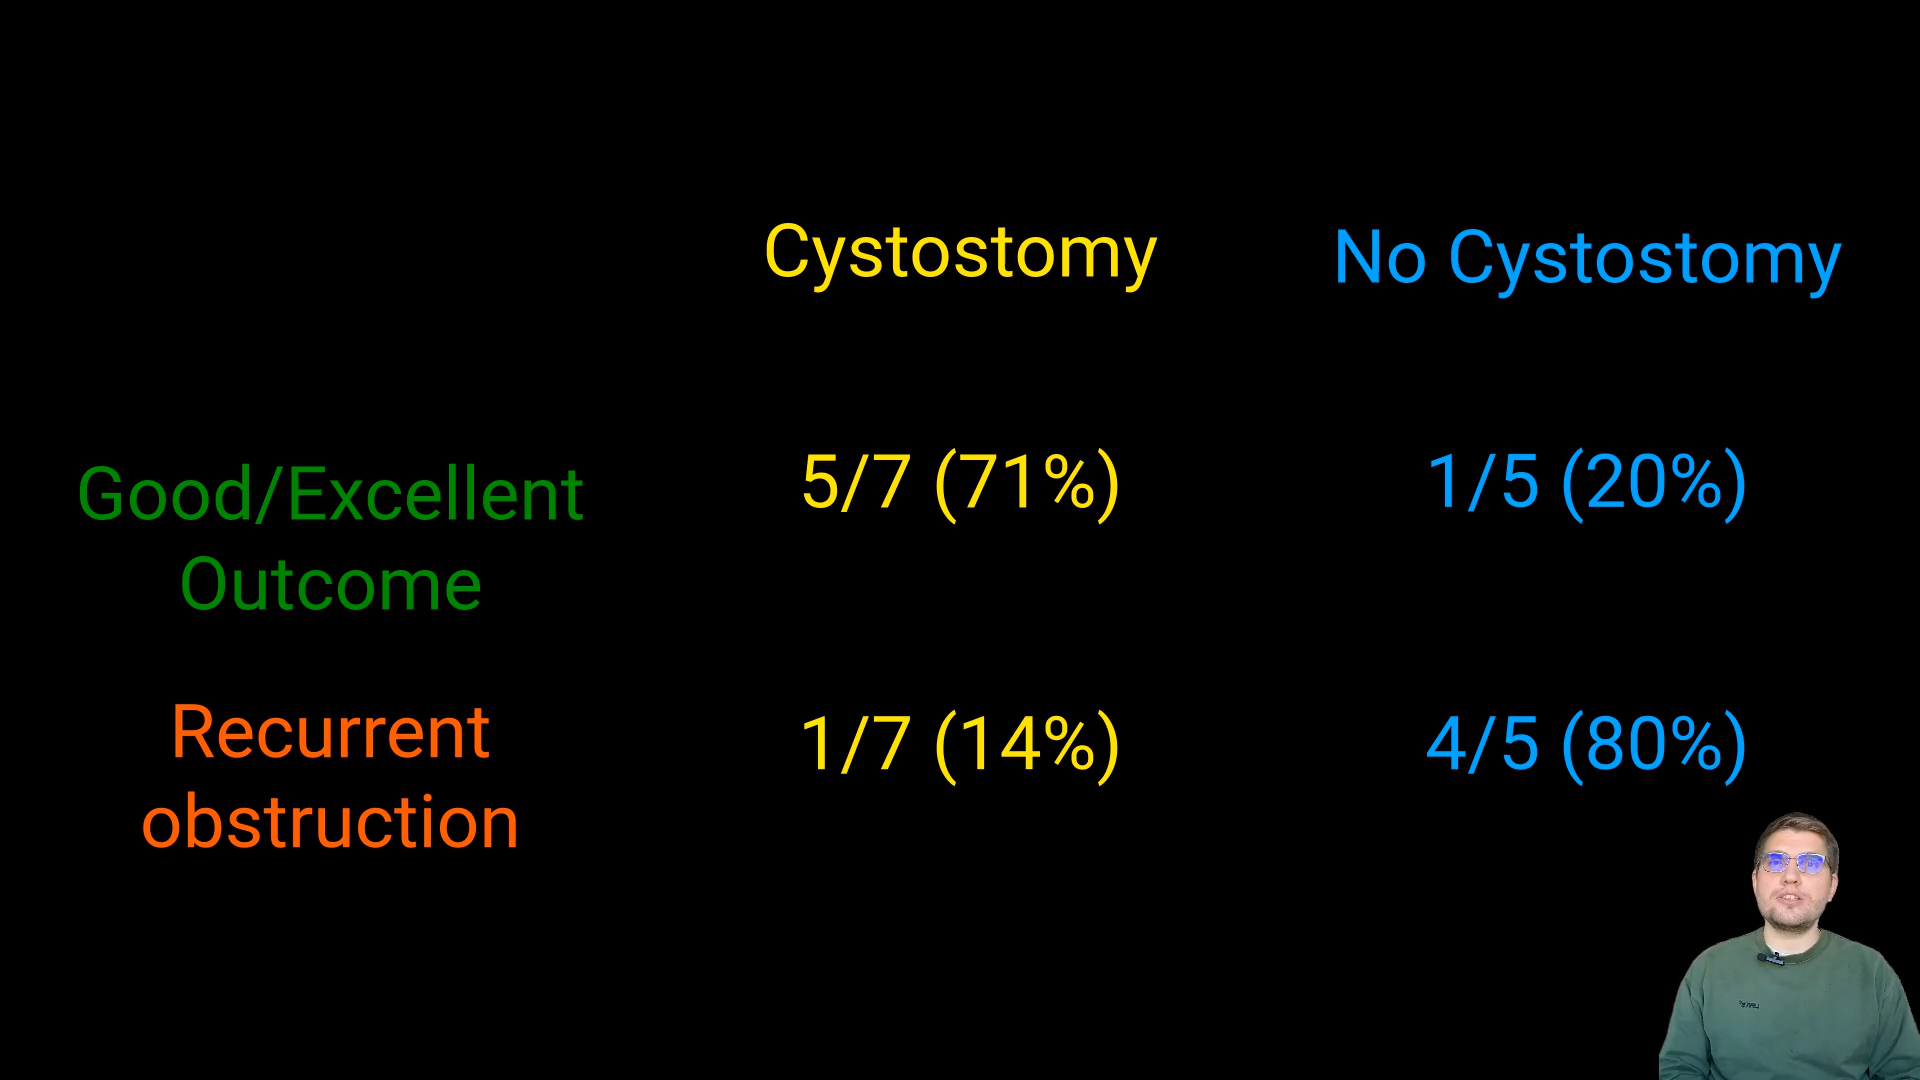 Cystostomy
No Cystostomy
Good/Excellent
Outcome
5/7 (71%)
1/5 (20%)
Recurrent
obstruction
1/7 (14%)
4/5 (80%)